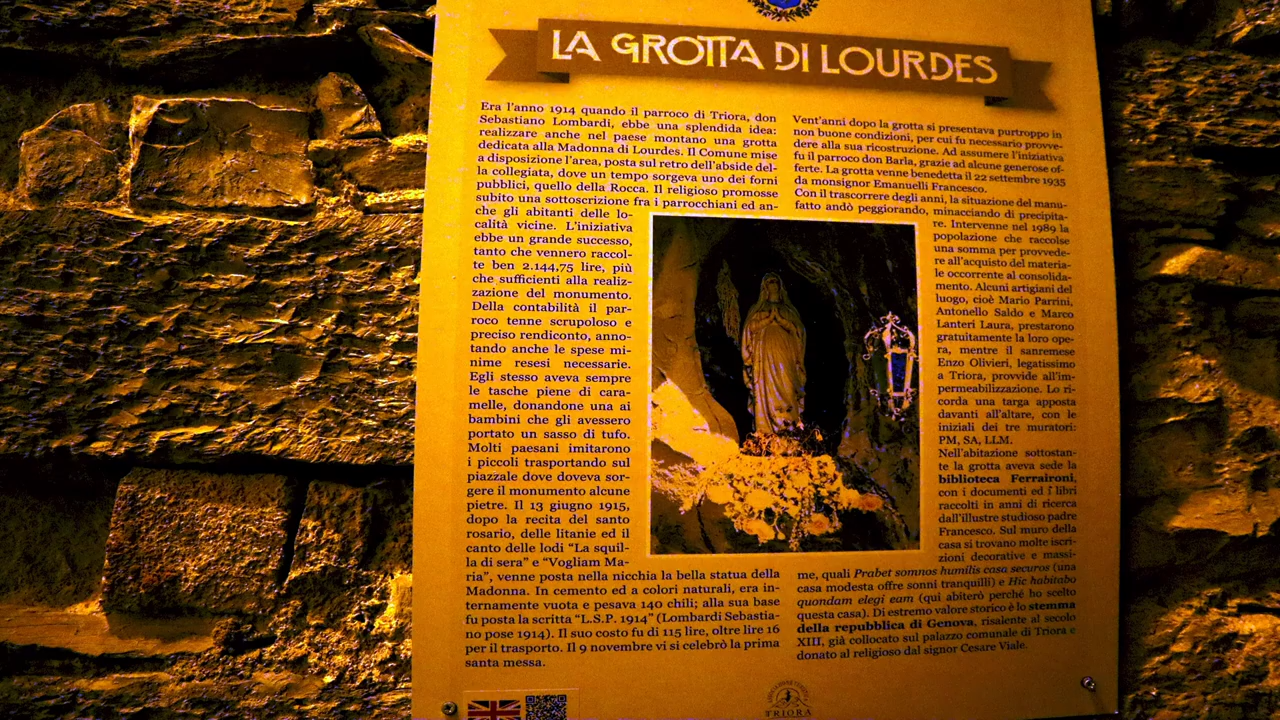 LA GROTTA DI LOURDES
Era l'anno 1914 quando il parroco di Triora, don
Sebastiano Lombardi, ebbe una splendida idea:
realizzare anche nel paese montano una grotta
dedicata alla Madonna di Lourdes. Il Comune mise
a disposizione l'area, posta sul retro dell'abside del-
la collegiata, dove un tempo sorgeva uno dei forni
pubblici, quello della Rocca. Il religioso promosse
subito una sottoscrizione fra i parrocchiani ed an-
che gli abitanti delle lo-
calità vicine. L'iniziativa
ebbe un grande successo,
tanto che vennero raccol-
te ben 2.144,75 lire, più
che sufficienti alla realiz-
zazione del monumento.
Della contabilità il par-
roco tenne scrupoloso e
preciso rendiconto, anno-
tando anche le spese mi-
nime resesi necessarie.
Egli stesso aveva sempre
le tasche piene di cara-
melle, donandone una ai
bambini che gli avessero
portato un sasso di tufo.
Molti paesani imitarono
i piccoli trasportando sul
piazzale dove doveva sor-
gere il monumento alcune
pietre. Il 13 giugno 1915,
dopo la recita del santo
rosario, delle litanie ed il
canto delle lodi "La squil-
la di sera" e "Vogliam Ma-
ria", venne posta nella nicchia la bella statua della
Madonna. In cemento ed a colori naturali, era in-
ternamente vuota e pesava 140 chili; alla sua base
fu posta la scritta "L.S.P. 1914" (Lombardi Sebastia-
no pose 1914). Il suo costo fu di 115 lire, oltre lire 16
per il trasporto. Il 9 novembre vi si celebrò la prima
santa messa.
Vent'anni dopo la grotta si presentava purtroppo in
non buone condizioni, per cui fu necessario provve-
dere alla sua ricostruzione. Ad assumere l'iniziativa
fu il parroco don Barla, grazie ad alcune generose of-
ferte. La grotta venne benedetta il 22 settembre 1935
da monsignor Emanuelli Francesco.
Con il trascorrere degli anni, la situazione del manu-
fatto andò peggiorando, minacciando di precipita-
re. Intervenne nel 1989 la
popolazione che raccolse
una somma per provvede-
re all'acquisto del materia-
le occorrente al consolida-
mento. Alcuni artigiani del
luogo, cioè Mario Parrini,
Antonello Saldo e Marco
Lanteri Laura, prestarono
gratuitamente la loro ope-
ra, mentre il sanremese
Enzo Olivieri, legatissimo
a Triora, provvide all'im-
permeabilizzazione. Lo ri-
corda una targa apposta
davanti all'altare, con le
iniziali dei tre muratori:
PM, SA, LLM.
Nell'abitazione sottostan-
te la grotta aveva sede la
biblioteca Ferraironi,
con i documenti ed i libri
raccolti in anni di ricerca
dall'illustre studioso padre
Francesco. Sul muro della
casa si trovano molte iscri-
zioni decorative e massi-
me, quali Prabet somnos humilis casa securos (una
casa modesta offre sonni tranquilli) e Hic habitabo
quondam elegi eam (qui abiterò perché ho scelto
questa casa). Di estremo valore storico è lo stemma
della repubblica di Genova, risalente al secolo
XIII, già collocato sul palazzo comunale di Triora e
donato al religioso dal signor Cesare Viale.
TRIORA